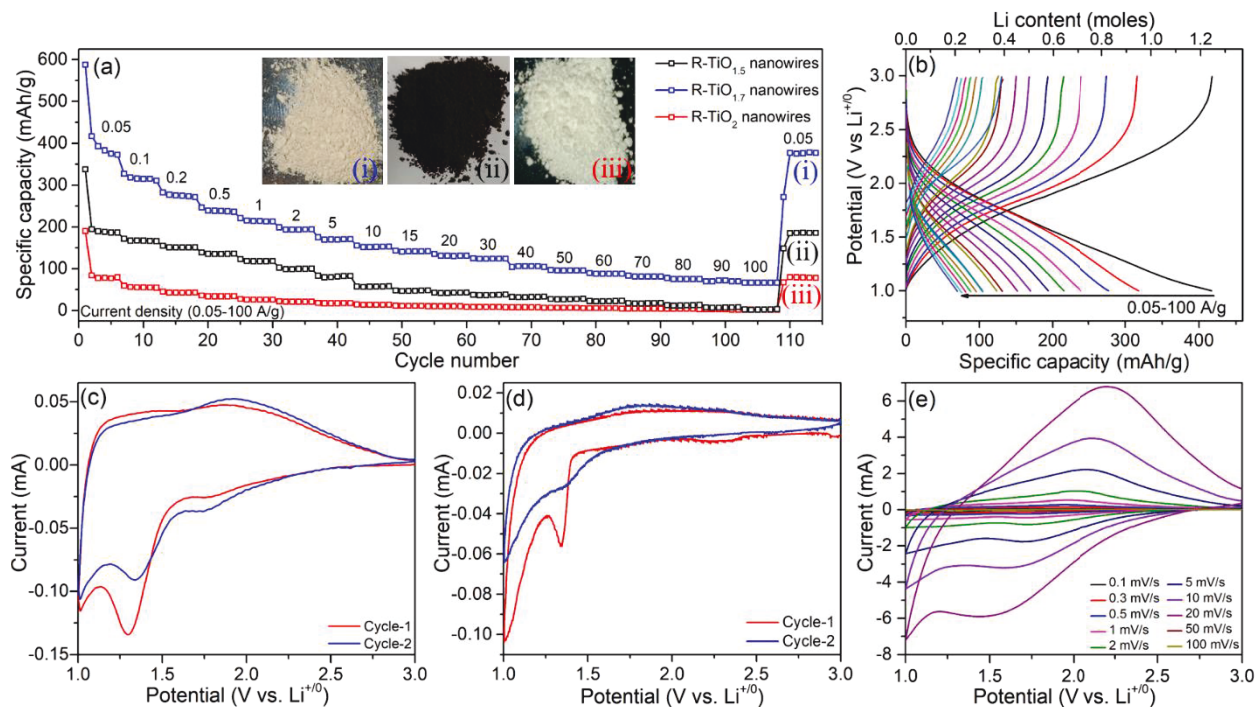 (a)
600
500
400
300
200
100
0
Specific capacity (mAh/g)
0.05
0.1
0.2
0.5
1
2
5
10
15
20
30
40
50
60
70
80
90
100
0.05
(i)
(ii)
(iii)
R-TiO1.5 nanowires
R-TiO1.7 nanowires
R-TiO2 nanowires
(i)
(ii)
(iii)
Current density (0.05-100 A/g)
0 10 20 30 40 50 60 70 80 90 100 110
Cycle number
Li content (moles)
0.0 0.2 0.4 0.6 0.8 1.0 1.2
(b)
3.0
2.5
2.0
1.5
1.0
Potential (V vs Li+/0)
0.05-100 A/g
0 100 200 300 400
Specific capacity (mAh/g)
(c)
0.05
0.00
-0.05
-0.10
-0.15
Current (mA)
Cycle-1
Cycle-2
1.0 1.5 2.0 2.5 3.0
Potential (V vs. Li+/0)
(d)
0.02
0.00
-0.02
-0.04
-0.06
-0.08
-0.10
Current (mA)
Cycle-1
Cycle-2
1.0 1.5 2.0 2.5 3.0
Potential (V vs. Li+/0)
(e)
6
4
2
0
-2
-4
-6
-8
Current (mA)
0.1 mV/s 5 mV/s
0.3 mV/s 10 mV/s
0.5 mV/s 20 mV/s
1 mV/s 50 mV/s
2 mV/s 100 mV/s
1.0 1.5 2.0 2.5 3.0
Potential (V vs. Li+/0)